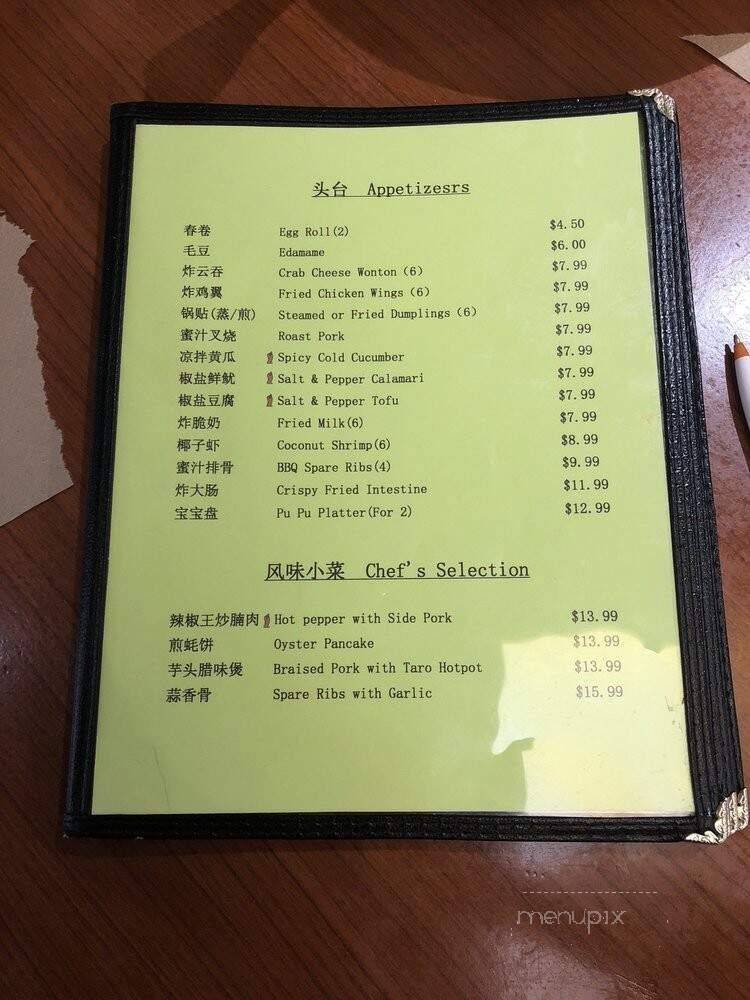 头台 Appetizesrs
春卷 Egg Roll(2) $4.50
毛豆 Edamame $6.00
炸云吞 Crab Cheese Wonton (6) $7.99
炸鸡翼 Fried Chicken Wings (6) $7.99
锅贴(蒸/煎) Steamed or Fried Dumplings (6) $7.99
蜜汁叉烧 Roast Pork $7.99
凉拌黄瓜 Spicy Cold Cucumber $7.99
椒盐鲜鱿 Salt & Pepper Calamari $7.99
椒盐豆腐 Salt & Pepper Tofu $7.99
炸脆奶 Fried Milk(6) $7.99
椰子虾 Coconut Shrimp(6) $8.99
蜜汁排骨 BBQ Spare Ribs(4) $9.99
炸大肠 Crispy Fried Intestine $11.99
宝宝盘 Pu Pu Platter(For 2) $12.99
风味小菜 Chef's Selection
辣椒王炒腩肉 Hot pepper with Side Pork $13.99
煎蚝饼 Oyster Pancake $13.99
芋头腊味煲 Braised Pork with Taro Hotpot $13.99
蒜香骨 Spare Ribs with Garlic $15.99
menupix